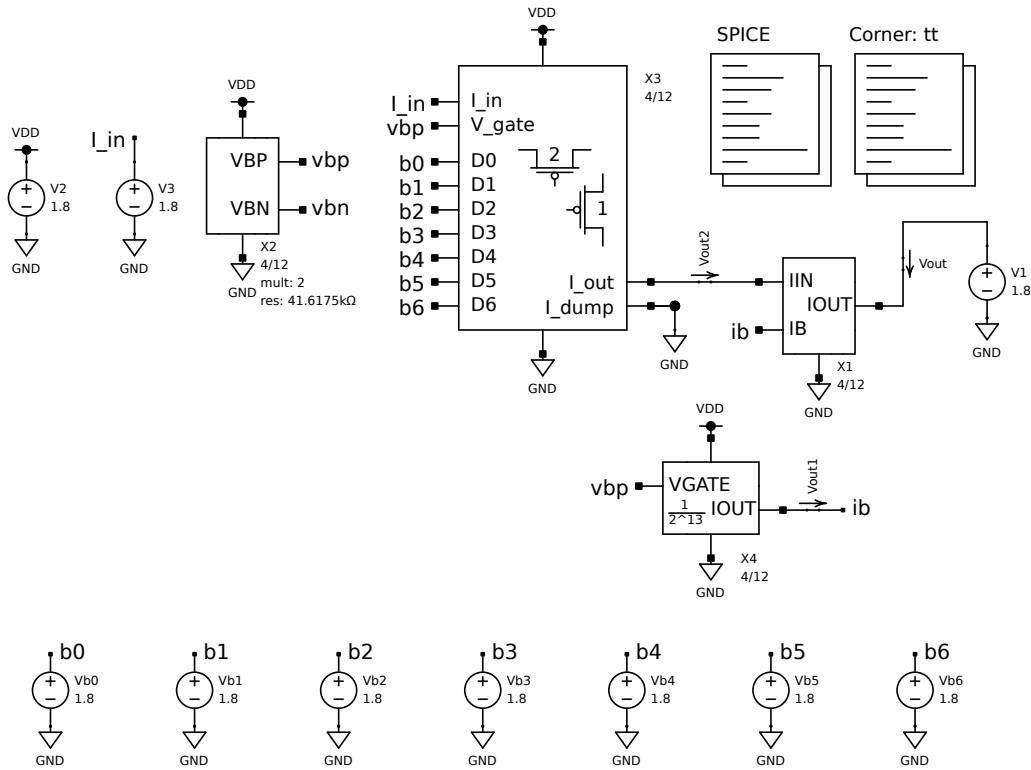 VDD
I_in
V_gate
D0
D1
D2
D3
D4
D5
D6
I_out
I_dump
2
1
X3
4/12
I_in
vbp
b0
b1
b2
b3
b4
b5
b6
GND
SPICE
Corner: tt
VDD
V2
1.8
GND
I_in
V3
1.8
GND
VDD
VBP
VBN
vbp
vbn
X2
4/12
mult: 2
res: 41.6175kΩ
GND
GND
Vout2
IIN
IOUT
IB
ib
X1
4/12
GND
Vout
V1
1.8
GND
VDD
vbp
VGATE
1
2^13
IOUT
Vout1
ib
X4
4/12
GND
b0
Vb0
1.8
GND
b1
Vb1
1.8
GND
b2
Vb2
1.8
GND
b3
Vb3
1.8
GND
b4
Vb4
1.8
GND
b5
Vb5
1.8
GND
b6
Vb6
1.8
GND